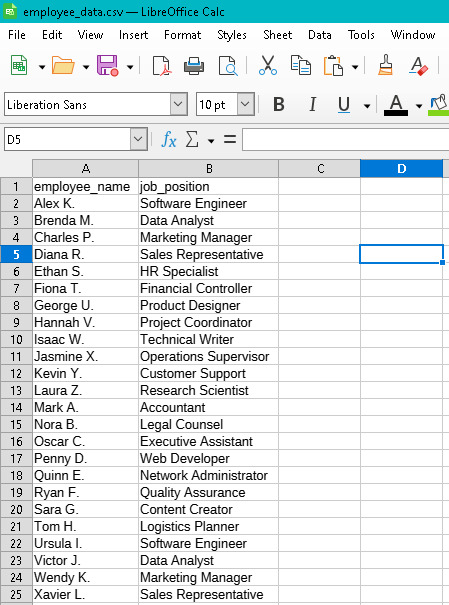 employee_data.csv — LibreOffice Calc
File Edit View Insert Format Styles Sheet Data Tools Window
Liberation Sans 10 pt B I U A
D5 fx Σ =
A B C D
1 employee_name job_position
2 Alex K. Software Engineer
3 Brenda M. Data Analyst
4 Charles P. Marketing Manager
5 Diana R. Sales Representative
6 Ethan S. HR Specialist
7 Fiona T. Financial Controller
8 George U. Product Designer
9 Hannah V. Project Coordinator
10 Isaac W. Technical Writer
11 Jasmine X. Operations Supervisor
12 Kevin Y. Customer Support
13 Laura Z. Research Scientist
14 Mark A. Accountant
15 Nora B. Legal Counsel
16 Oscar C. Executive Assistant
17 Penny D. Web Developer
18 Quinn E. Network Administrator
19 Ryan F. Quality Assurance
20 Sara G. Content Creator
21 Tom H. Logistics Planner
22 Ursula I. Software Engineer
23 Victor J. Data Analyst
24 Wendy K. Marketing Manager
25 Xavier L. Sales Representative